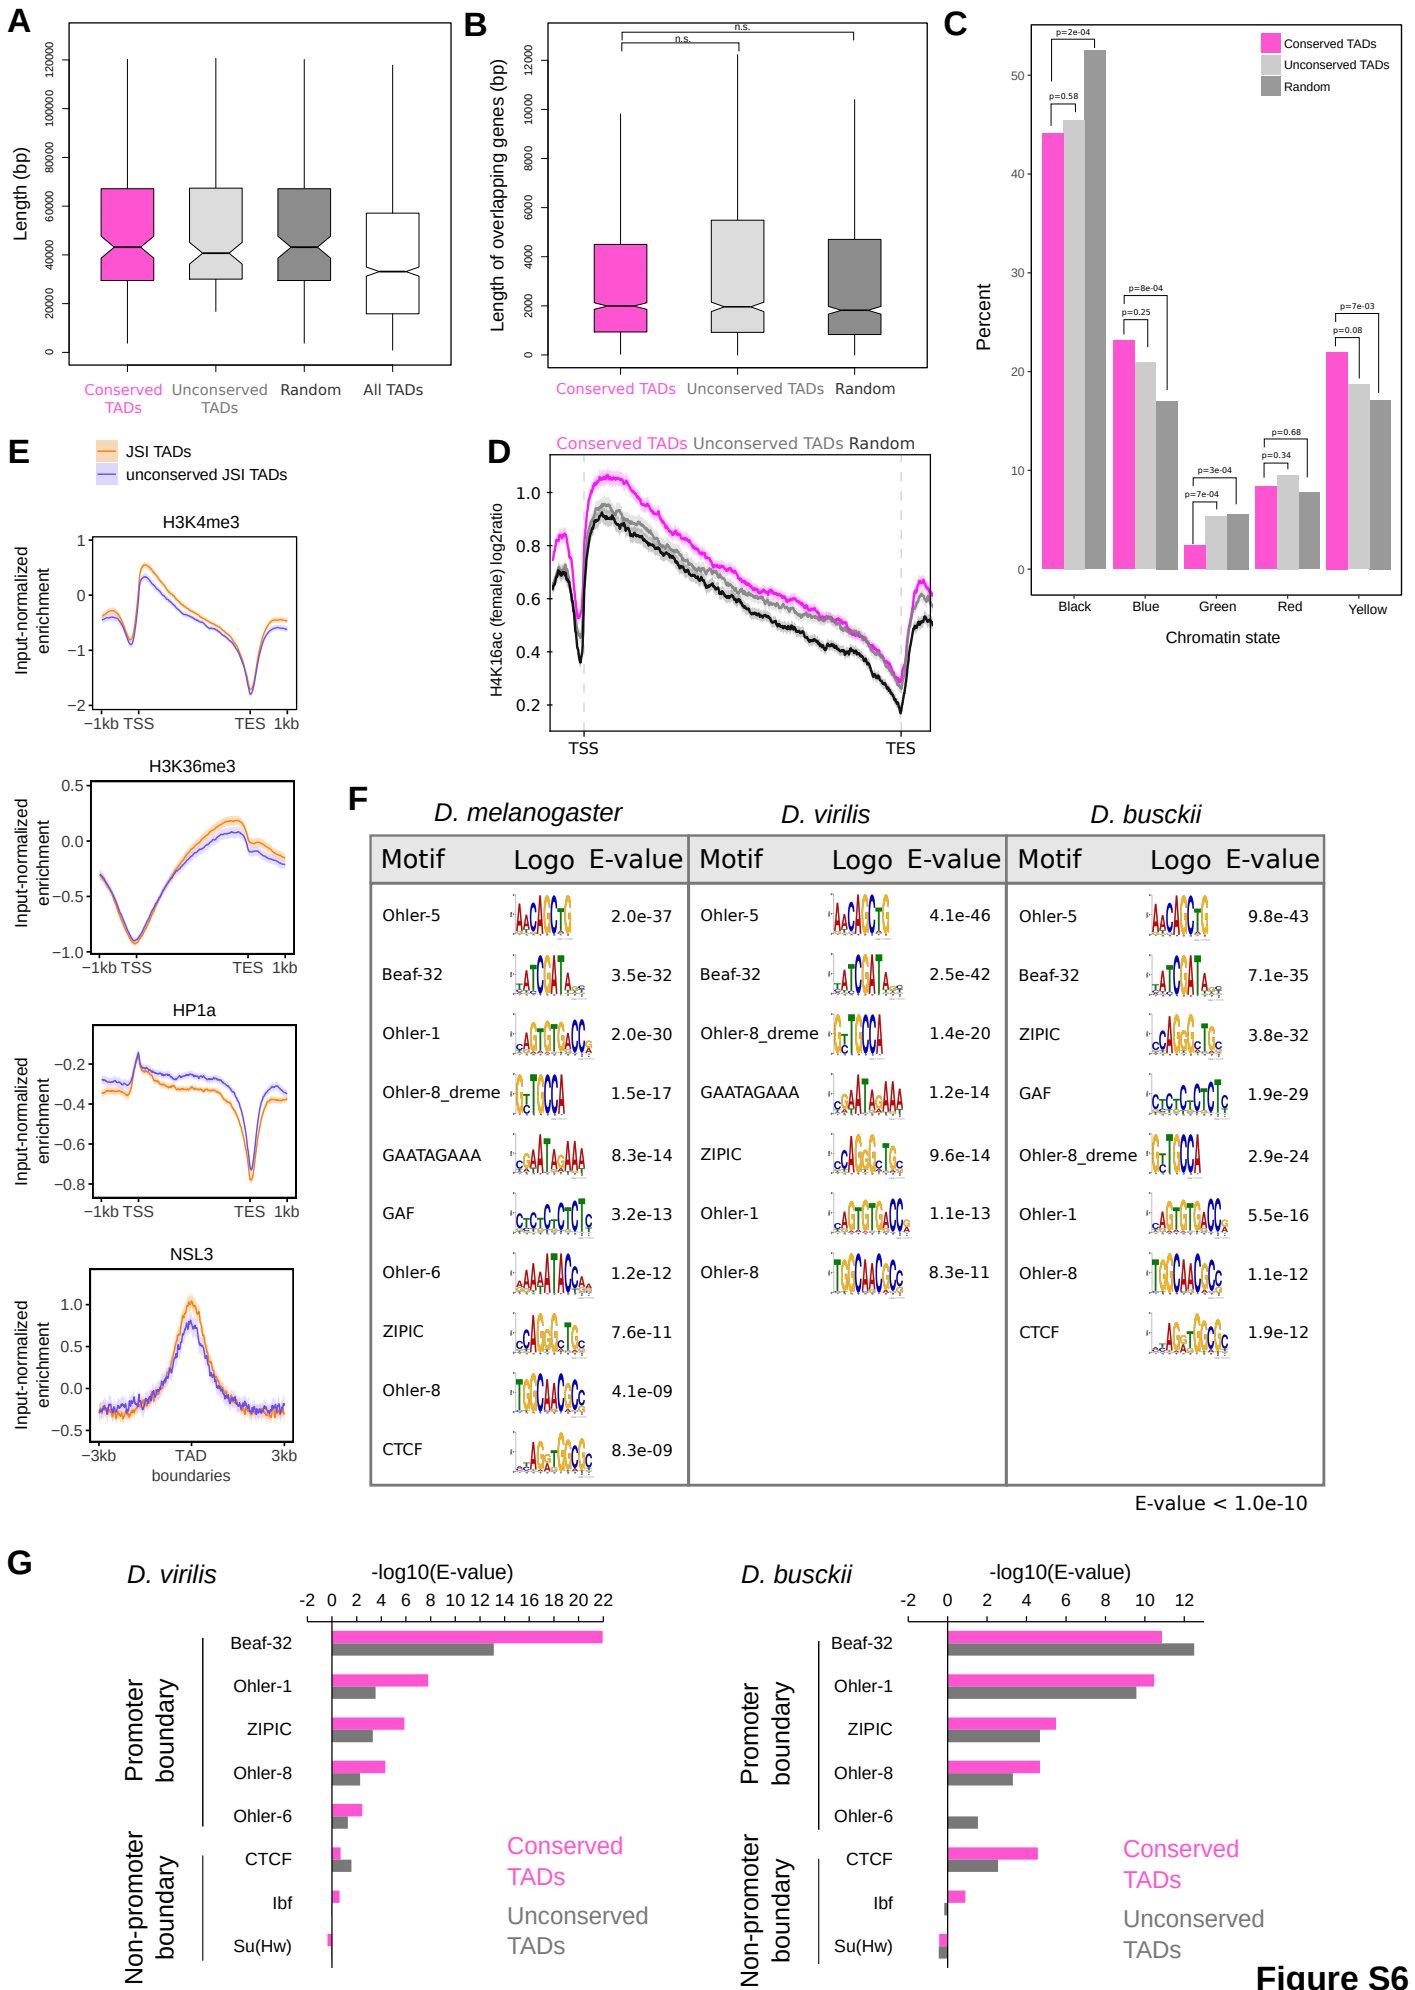 A
Length (bp)
0
20000
40000
60000
80000
100000
120000
Conserved TADs
Unconserved TADs
Random
All TADs
B
Length of overlapping genes (bp)
0
2000
4000
6000
8000
10000
12000
n.s.
n.s.
Conserved TADs
Unconserved TADs
Random
C
Percent
0
10
20
30
40
50
Conserved TADs
Unconserved TADs
Random
p=2e-04
p=0.58
p=8e-04
p=0.25
p=3e-04
p=7e-04
p=0.68
p=0.34
p=7e-03
p=0.08
Black
Blue
Green
Red
Yellow
Chromatin state
D
Conserved TADs Unconserved TADs Random
H4K16ac (female) log2ratio
1.0
0.8
0.6
0.4
0.2
TSS
TES
E
JSI TADs
unconserved JSI TADs
H3K4me3
Input-normalized
enrichment
1
0
−1
−2
−1kb TSS TES 1kb
H3K36me3
Input-normalized
enrichment
0.5
0.0
−0.5
−1.0
−1kb TSS TES 1kb
HP1a
Input-normalized
enrichment
−0.2
−0.4
−0.6
−0.8
−1kb TSS TES 1kb
NSL3
Input-normalized
enrichment
1.0
0.5
0.0
−0.5
−3kb TAD 3kb
boundaries
F
D. melanogaster
D. virilis
D. busckii
Motif Logo E-value Motif Logo E-value Motif Logo E-value
Ohler-5 2.0e-37 Ohler-5 4.1e-46 Ohler-5 9.8e-43
Beaf-32 3.5e-32 Beaf-32 2.5e-42 Beaf-32 7.1e-35
Ohler-1 2.0e-30 Ohler-8_dreme 1.4e-20 ZIPIC 3.8e-32
Ohler-8_dreme 1.5e-17 GAATAGAAA 1.2e-14 GAF 1.9e-29
GAATAGAAA 8.3e-14 ZIPIC 9.6e-14 Ohler-8_dreme 2.9e-24
GAF 3.2e-13 Ohler-1 1.1e-13 Ohler-1 5.5e-16
Ohler-6 1.2e-12 Ohler-8 8.3e-11 Ohler-8 1.1e-12
ZIPIC 7.6e-11 CTCF 1.9e-12
Ohler-8 4.1e-09
CTCF 8.3e-09
E-value < 1.0e-10
G
D. virilis
-log10(E-value)
-2 0 2 4 6 8 10 12 14 16 18 20 22
Promoter
boundary
Beaf-32
Ohler-1
ZIPIC
Ohler-8
Ohler-6
Non-promoter
boundary
CTCF
Ibf
Su(Hw)
Conserved
TADs
Unconserved
TADs
D. busckii
-log10(E-value)
-2 0 2 4 6 8 10 12
Promoter
boundary
Beaf-32
Ohler-1
ZIPIC
Ohler-8
Ohler-6
Non-promoter
boundary
CTCF
Ibf
Su(Hw)
Conserved
TADs
Unconserved
TADs
Figure S6